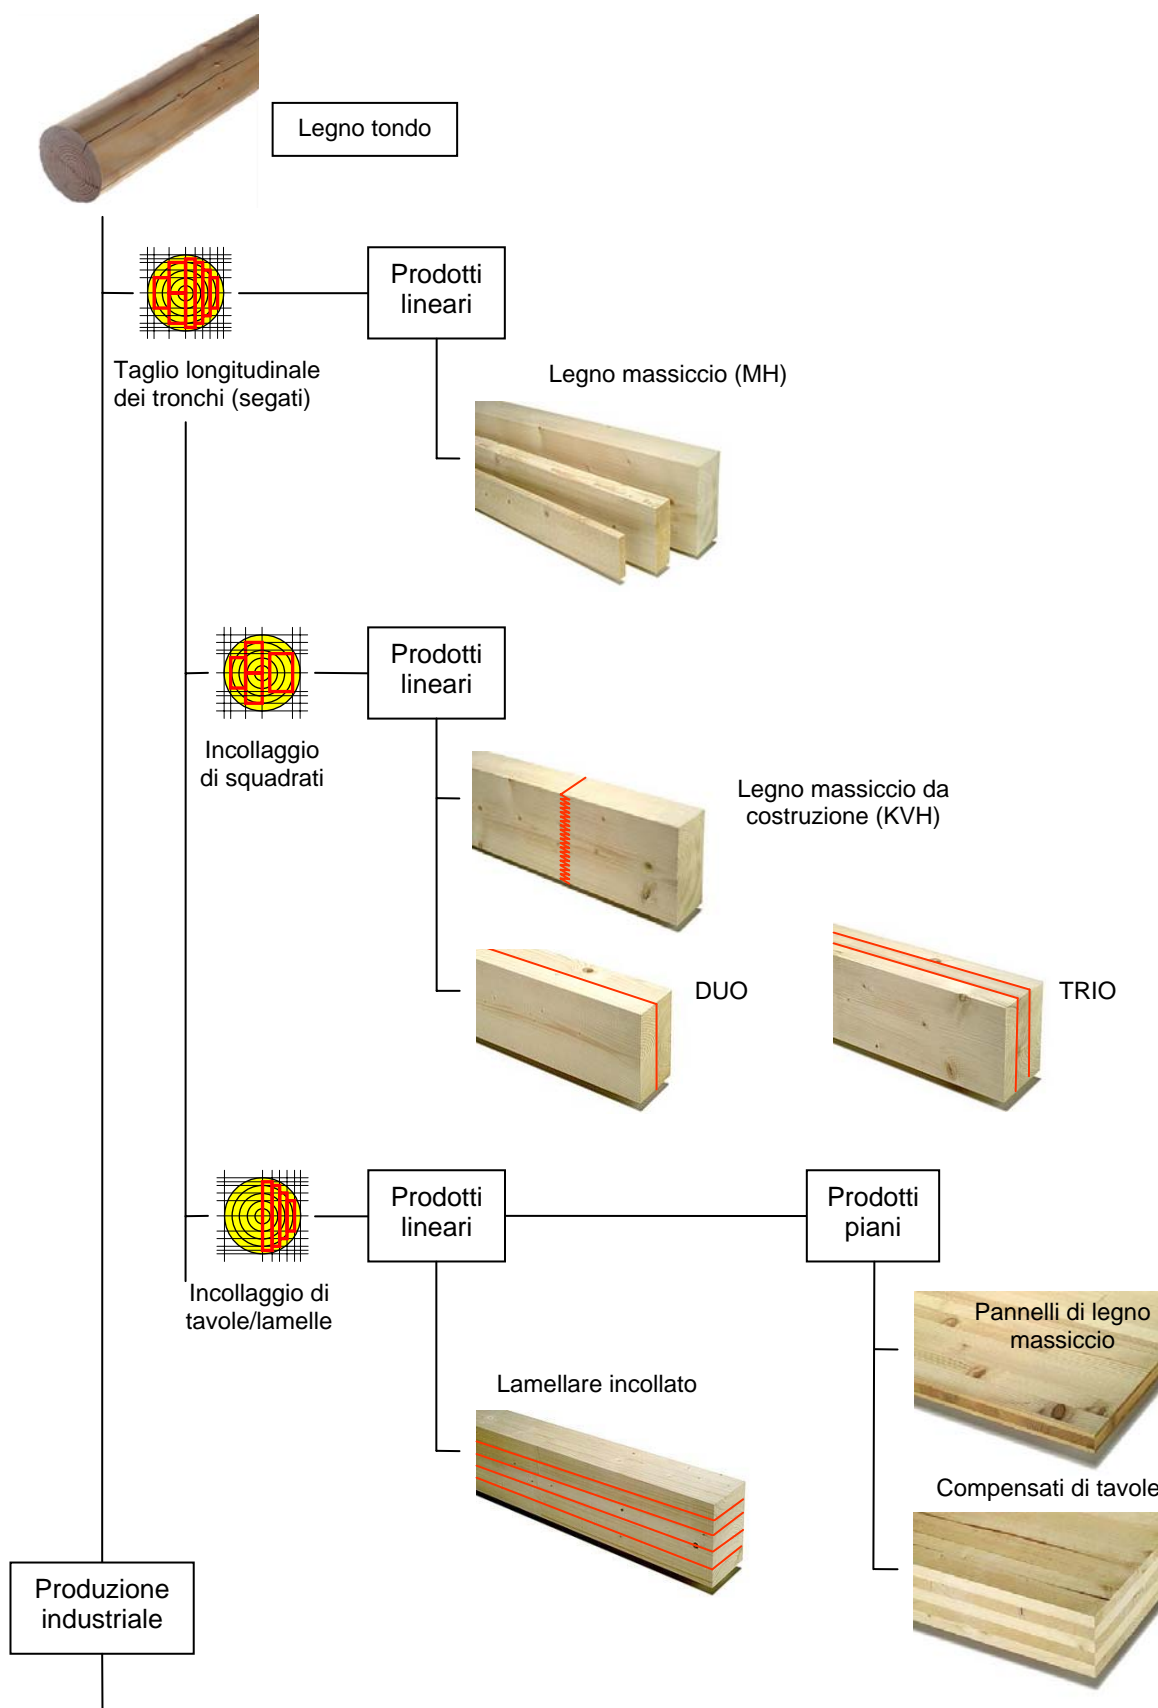 Legno tondo
Prodotti
lineari
Taglio longitudinale
dei tronchi (segati)
Legno massiccio (MH)
Prodotti
lineari
Incollaggio
di squadrati
Legno massiccio da
costruzione (KVH)
DUO
TRIO
Prodotti
lineari
Prodotti
piani
Incollaggio di
tavole/lamelle
Pannelli di legno
massiccio
Lamellare incollato
Compensati di tavole
Produzione
industriale